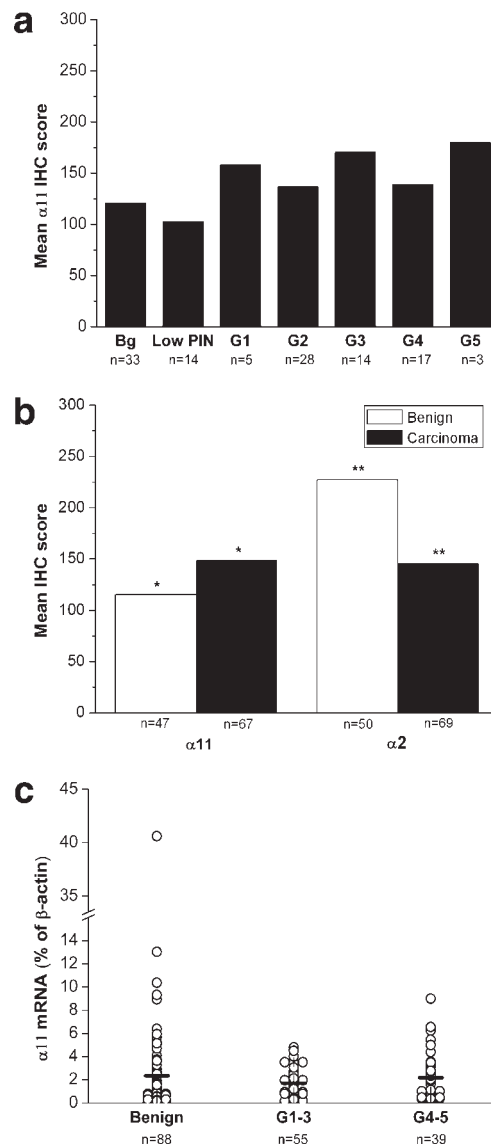 a
300
250
200
150
100
50
0
Mean α11 IHC score
Bg Low PIN G1 G2 G3 G4 G5
n=33 n=14 n=5 n=28 n=14 n=17 n=3
b
300
250
200
150
100
50
0
Mean IHC score
Benign
Carcinoma
* * ** **
n=47 n=67 n=50 n=69
α11 α2
c
45
40
35
14
12
10
8
6
4
2
0
α11 mRNA (% of β-actin)
Benign G1-3 G4-5
n=88 n=55 n=39